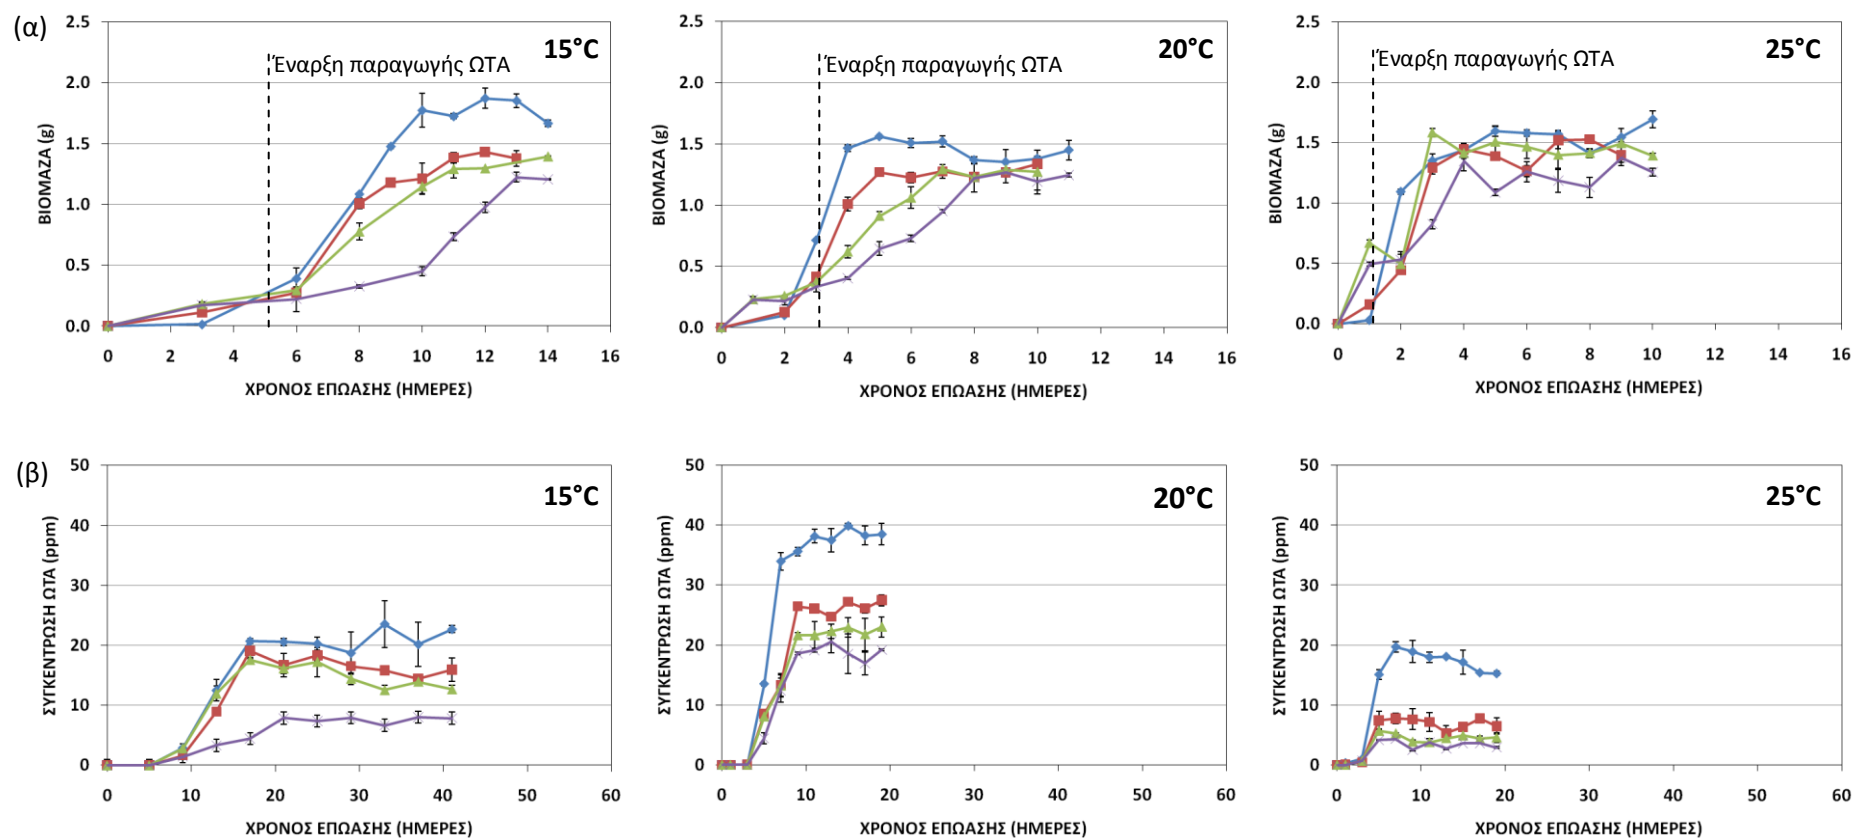 (α)
2.5
2.0
1.5
1.0
0.5
0.0
ΒΙΟΜΑΖΑ (g)
15°C
Έναρξη παραγωγής ΩΤΑ
0 2 4 6 8 10 12 14 16
ΧΡΟΝΟΣ ΕΠΩΑΣΗΣ (ΗΜΕΡΕΣ)
2.5
2.0
1.5
1.0
0.5
0.0
ΒΙΟΜΑΖΑ (g)
20°C
Έναρξη παραγωγής ΩΤΑ
0 2 4 6 8 10 12 14 16
ΧΡΟΝΟΣ ΕΠΩΑΣΗΣ (ΗΜΕΡΕΣ)
2.5
2.0
1.5
1.0
0.5
0.0
ΒΙΟΜΑΖΑ (g)
25°C
Έναρξη παραγωγής ΩΤΑ
0 2 4 6 8 10 12 14 16
ΧΡΟΝΟΣ ΕΠΩΑΣΗΣ (ΗΜΕΡΕΣ)
(β)
50
40
30
20
10
0
ΣΥΓΚΕΝΤΡΩΣΗ ΩΤΑ (ppm)
15°C
0 10 20 30 40 50 60
ΧΡΟΝΟΣ ΕΠΩΑΣΗΣ (ΗΜΕΡΕΣ)
50
40
30
20
10
0
ΣΥΓΚΕΝΤΡΩΣΗ ΩΤΑ (ppm)
20°C
0 10 20 30 40 50 60
ΧΡΟΝΟΣ ΕΠΩΑΣΗΣ (ΗΜΕΡΕΣ)
50
40
30
20
10
0
ΣΥΓΚΕΝΤΡΩΣΗ ΩΤΑ (ppm)
25°C
0 10 20 30 40 50 60
ΧΡΟΝΟΣ ΕΠΩΑΣΗΣ (ΗΜΕΡΕΣ)